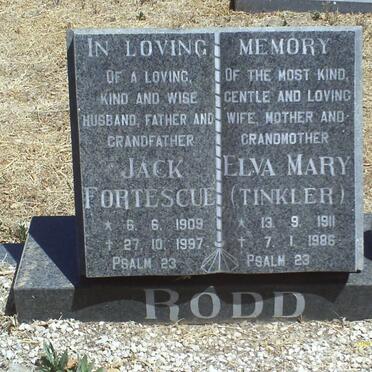 IN LOVING
OF A LOVING,
KIND AND WISE
HUSBAND, FATHER AND
GRANDFATHER
JACK
FORTESCUE
* 6. 6. 1909
† 27. 10. 1997
PSALM 23
MEMORY
OF THE MOST KIND,
GENTLE AND LOVING
WIFE, MOTHER AND
GRANDMOTHER
ELVA MARY
(TINKLER)
* 13. 9. 1911
† 7. 1. 1986
PSALM 23
RODD